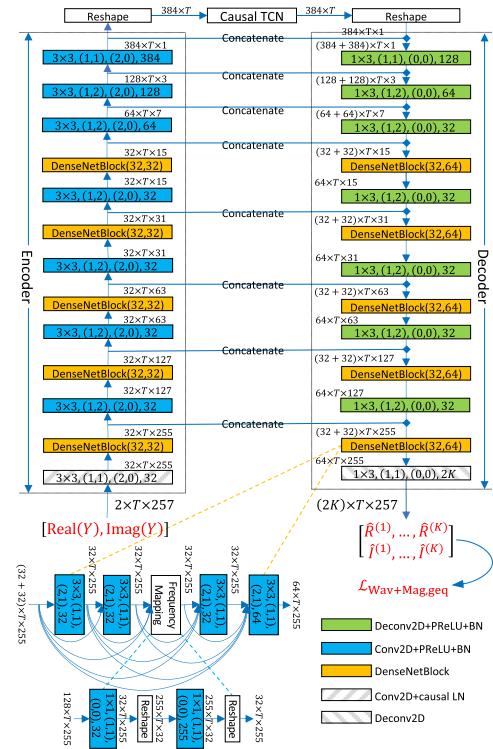 Reshape 384×T Causal TCN 384×T Reshape
Concatenate 384×T×1
384×T×1 (384+384)×T×1
3×3, (1,1), (2,0), 384 1×3, (1,1), (0,0), 128
128×T×3 Concatenate (128+128)×T×3
3×3, (1,2), (2,0), 128 1×3, (1,2), (0,0), 64
64×T×7 Concatenate (64+64)×T×7
3×3, (1,2), (2,0), 64 1×3, (1,2), (0,0), 32
32×T×15 Concatenate (32+32)×T×15
DenseNetBlock(32,32) DenseNetBlock(32,64)
32×T×15 64×T×15
3×3, (1,2), (2,0), 32 1×3, (1,2), (0,0), 32
32×T×31 Concatenate (32+32)×T×31
DenseNetBlock(32,32) DenseNetBlock(32,64)
32×T×31 64×T×31
3×3, (1,2), (2,0), 32 1×3, (1,2), (0,0), 32
Encoder Decoder
32×T×63 Concatenate (32+32)×T×63
DenseNetBlock(32,32) DenseNetBlock(32,64)
32×T×63 64×T×63
3×3, (1,2), (2,0), 32 1×3, (1,2), (0,0), 32
32×T×127 Concatenate (32+32)×T×127
DenseNetBlock(32,32) DenseNetBlock(32,64)
32×T×127 64×T×127
3×3, (1,2), (2,0), 32 1×3, (1,2), (0,0), 32
32×T×255 Concatenate (32+32)×T×255
DenseNetBlock(32,32) DenseNetBlock(32,64)
32×T×255 64×T×255
3×3, (1,1), (2,0), 32 1×3, (1,1), (0,0), 2K
2×T×257 (2K)×T×257
[Real(Y), Imag(Y)]
[R̂⁽¹⁾, …, R̂⁽ᴷ⁾
Î⁽¹⁾, …, Î⁽ᴷ⁾]
ℒWav+Mag,geq
(32+32)×T×255
3×3, (1,1), (2,1), 32
32×T×255
3×3, (1,1), (2,1), 32
32×T×255
Frequency Mapping
32×T×255
3×3, (1,1), (2,1), 32
32×T×255
3×3, (1,1), (2,1), 64
64×T×255
128×T×255
1×1, (1,1), (0,0), 32
32×T×255
Reshape
255×T×32
1×1, (1,1), (0,0), 255
255×T×32
Reshape
32×T×255
Deconv2D+PReLU+BN
Conv2D+PReLU+BN
DenseNetBlock
Conv2D+causal LN
Deconv2D